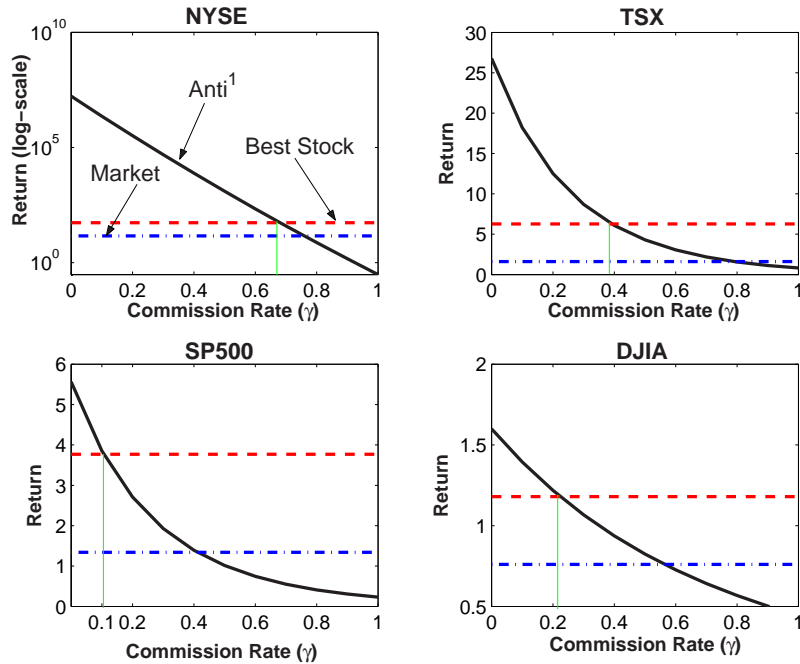 NYSE
Return (log−scale)
10^10
10^5
10^0
Anti^1
Best Stock
Market
0 0.2 0.4 0.6 0.8 1
Commission Rate (γ)
TSX
Return
30
25
20
15
10
5
0
0 0.2 0.4 0.6 0.8 1
Commission Rate (γ)
SP500
Return
6
5
4
3
2
1
0
0 0.1 0.2 0.4 0.6 0.8 1
Commission Rate (γ)
DJIA
Return
2
1.5
1
0.5
0 0.2 0.4 0.6 0.8 1
Commission Rate (γ)